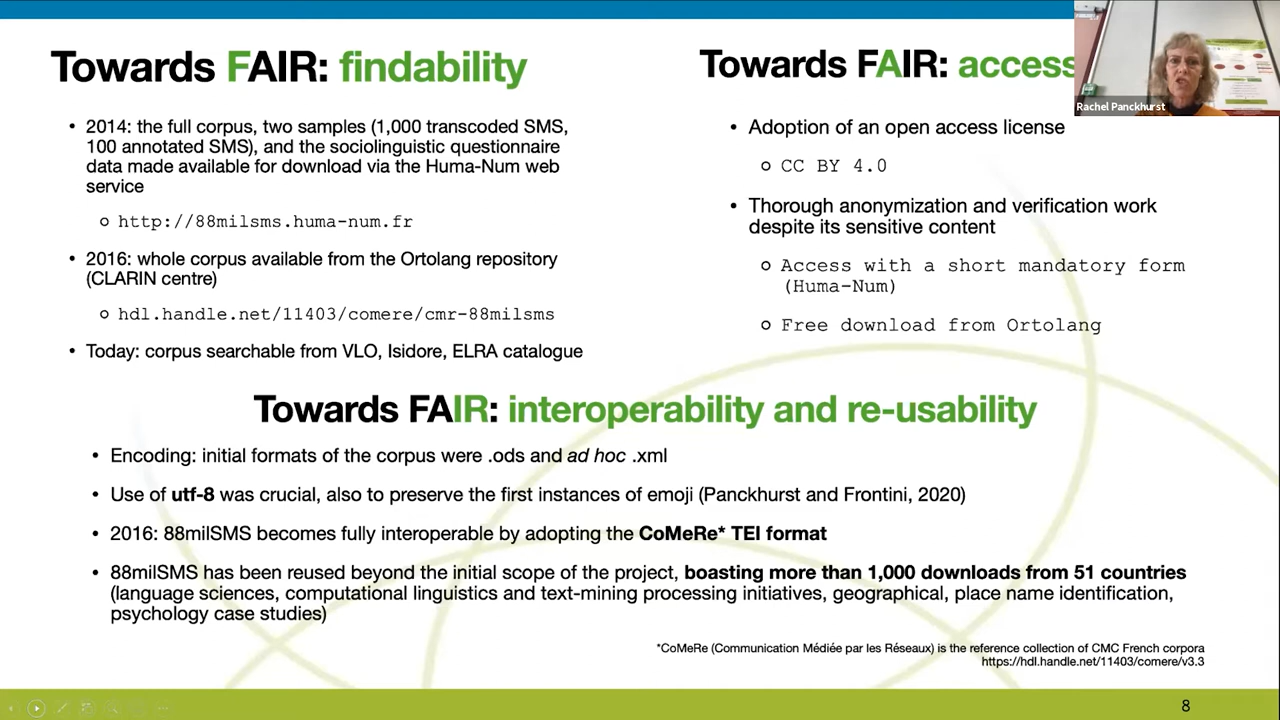 Towards FAIR: findability
• 2014: the full corpus, two samples (1,000 transcoded SMS,
100 annotated SMS), and the sociolinguistic questionnaire
data made available for download via the Huma-Num web
service
o http://88milsms.huma-num.fr
• 2016: whole corpus available from the Ortolang repository
(CLARIN centre)
o hdl.handle.net/11403/comere/cmr-88milsms
• Today: corpus searchable from VLO, Isidore, ELRA catalogue
Towards FAIR: access
Rachel Panckhurst
• Adoption of an open access license
o CC BY 4.0
• Thorough anonymization and verification work
despite its sensitive content
o Access with a short mandatory form
(Huma-Num)
o Free download from Ortolang
Towards FAIR: interoperability and re-usability
• Encoding: initial formats of the corpus were .ods and ad hoc .xml
• Use of utf-8 was crucial, also to preserve the first instances of emoji (Panckhurst and Frontini, 2020)
• 2016: 88milSMS becomes fully interoperable by adopting the CoMeRe* TEI format
• 88milSMS has been reused beyond the initial scope of the project, boasting more than 1,000 downloads from 51 countries
(language sciences, computational linguistics and text-mining processing initiatives, geographical, place name identification,
psychology case studies)
*CoMeRe (Communication Médiée par les Réseaux) is the reference collection of CMC French corpora
https://hdl.handle.net/11403/comere/v3.3
8